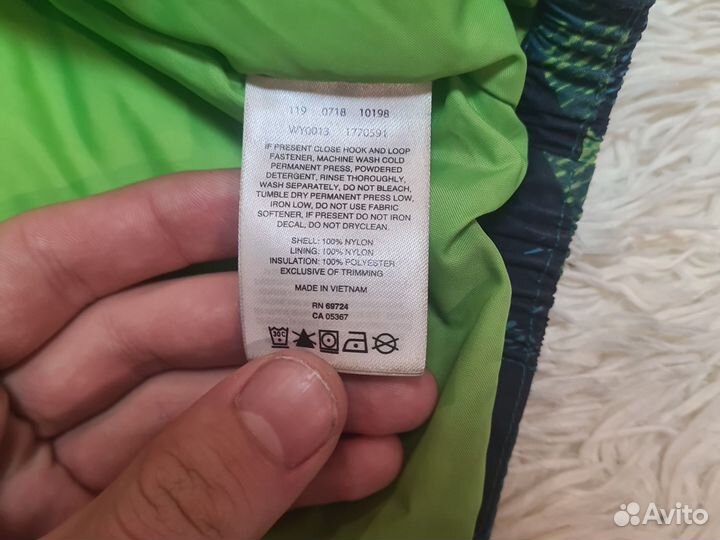 119 0718 10198
WY0013 1770591
IF PRESENT CLOSE HOOK AND LOOP
FASTENER, MACHINE WASH COLD
PERMANENT PRESS, POWDERED
DETERGENT, RINSE THOROUGHLY,
WASH SEPARATELY, DO NOT BLEACH,
TUMBLE DRY PERMANENT PRESS LOW,
IRON LOW, DO NOT USE FABRIC
SOFTENER, IF PRESENT DO NOT IRON
DECAL, DO NOT DRYCLEAN.
SHELL: 100% NYLON
LINING: 100% NYLON
INSULATION: 100% POLYESTER
EXCLUSIVE OF TRIMMING
MADE IN VIETNAM
RN 69724
CA 05367
30C
Avito